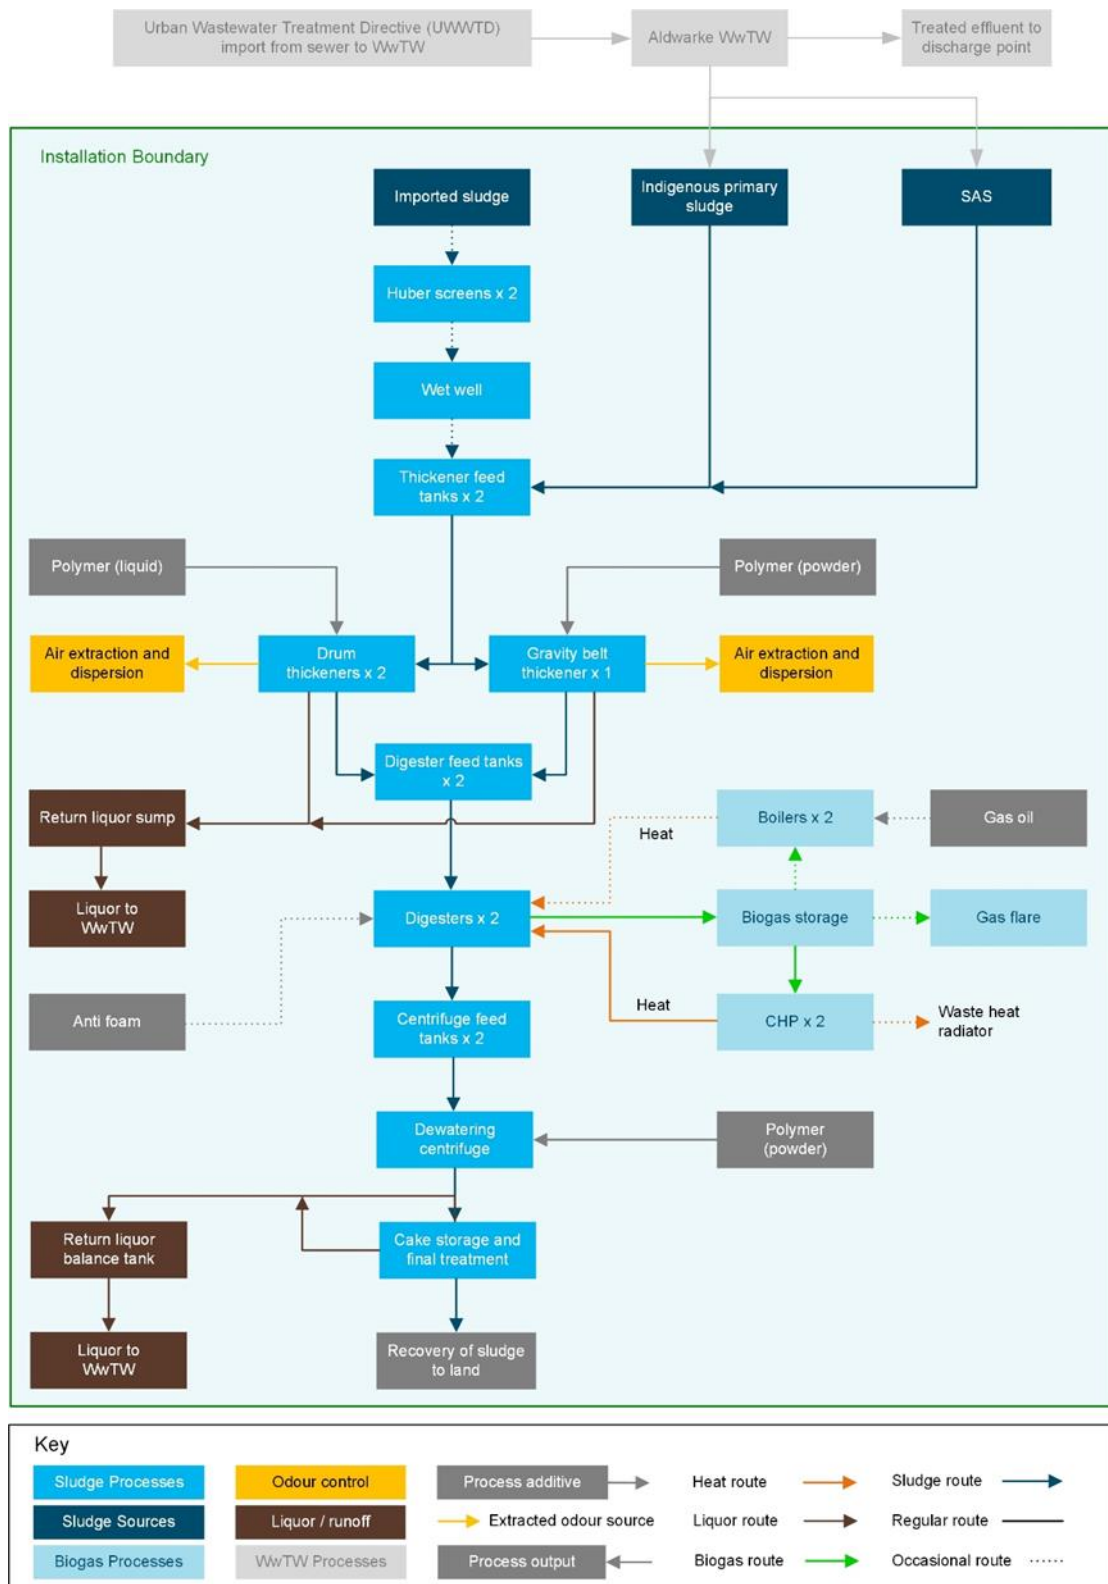 Urban Wastewater Treatment Directive (UWWTD)
import from sewer to WwTW
Aldwarke WwTW
Treated effluent to
discharge point
Installation Boundary
Imported sludge
Indigenous primary
sludge
SAS
Huber screens x 2
Wet well
Thickener feed
tanks x 2
Polymer (liquid)
Polymer (powder)
Air extraction and
dispersion
Drum
thickeners x 2
Gravity belt
thickener x 1
Air extraction and
dispersion
Digester feed tanks
x 2
Return liquor sump
Boilers x 2
Gas oil
Heat
Liquor to
WwTW
Digesters x 2
Biogas storage
Gas flare
Anti foam
Centrifuge feed
tanks x 2
Heat
CHP x 2
Waste heat
radiator
Dewatering
centrifuge
Polymer
(powder)
Return liquor
balance tank
Cake storage and
final treatment
Liquor to
WwTW
Recovery of sludge
to land
Key
Sludge Processes
Odour control
Process additive
Heat route
Sludge route
Sludge Sources
Liquor / runoff
Extracted odour source
Liquor route
Regular route
Biogas Processes
WwTW Processes
Process output
Biogas route
Occasional route